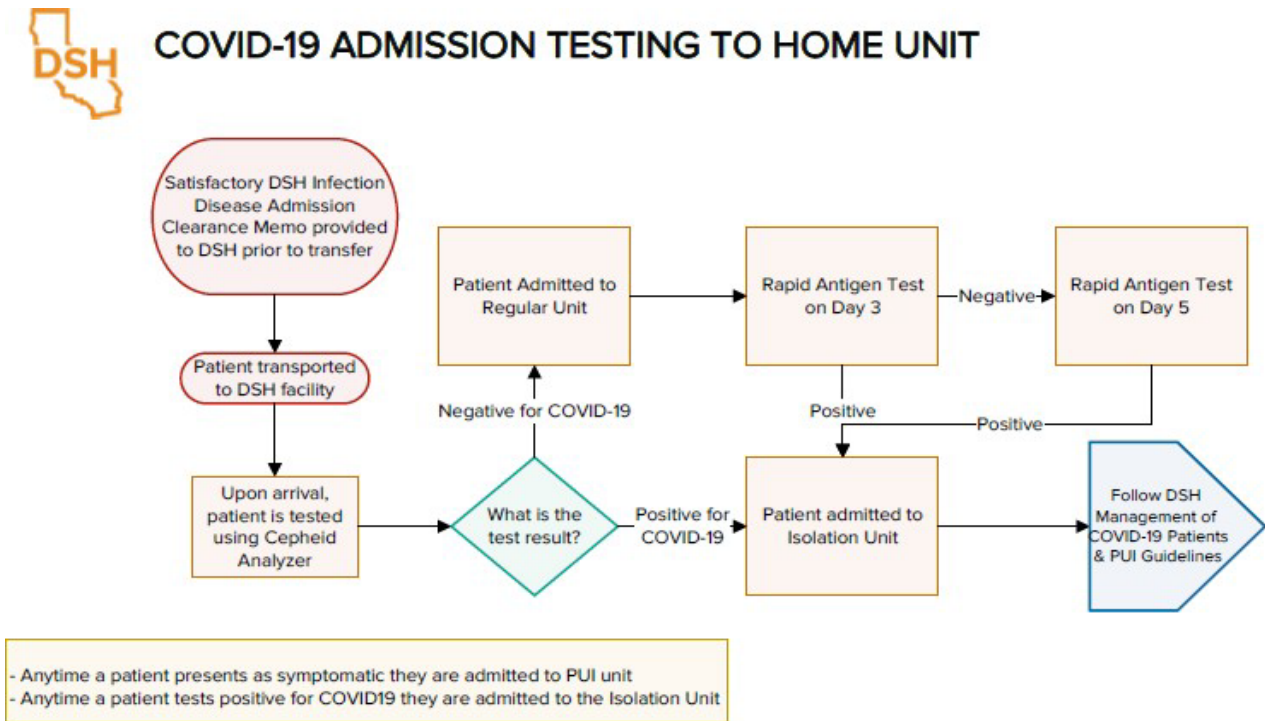 DSH
COVID-19 ADMISSION TESTING TO HOME UNIT
Satisfactory DSH Infection
Disease Admission
Clearance Memo provided
to DSH prior to transfer
Patient transported
to DSH facility
Upon arrival,
patient is tested
using Cepheid
Analyzer
What is the
test result?
Negative for COVID-19
Patient Admitted to
Regular Unit
Rapid Antigen Test
on Day 3
Negative
Rapid Antigen Test
on Day 5
Positive
Positive
Positive for
COVID-19
Patient admitted to
Isolation Unit
Follow DSH
Management of
COVID-19 Patients
& PUI Guidelines
- Anytime a patient presents as symptomatic they are admitted to PUI unit
- Anytime a patient tests positive for COVID19 they are admitted to the Isolation Unit